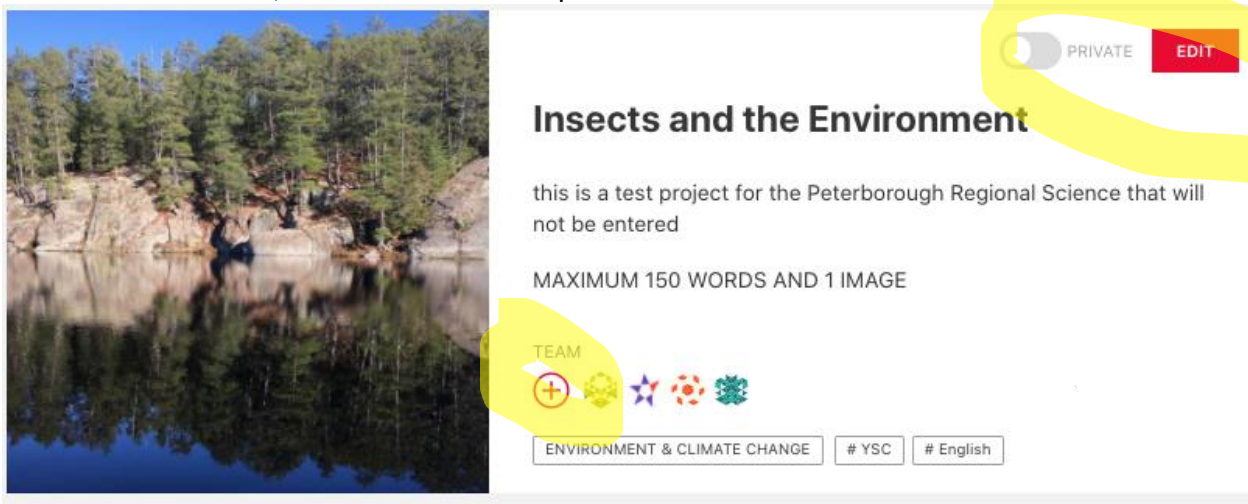 PRIVATE EDIT
Insects and the Environment
this is a test project for the Peterborough Regional Science that will
not be entered
MAXIMUM 150 WORDS AND 1 IMAGE
TEAM
ENVIRONMENT & CLIMATE CHANGE # YSC # English